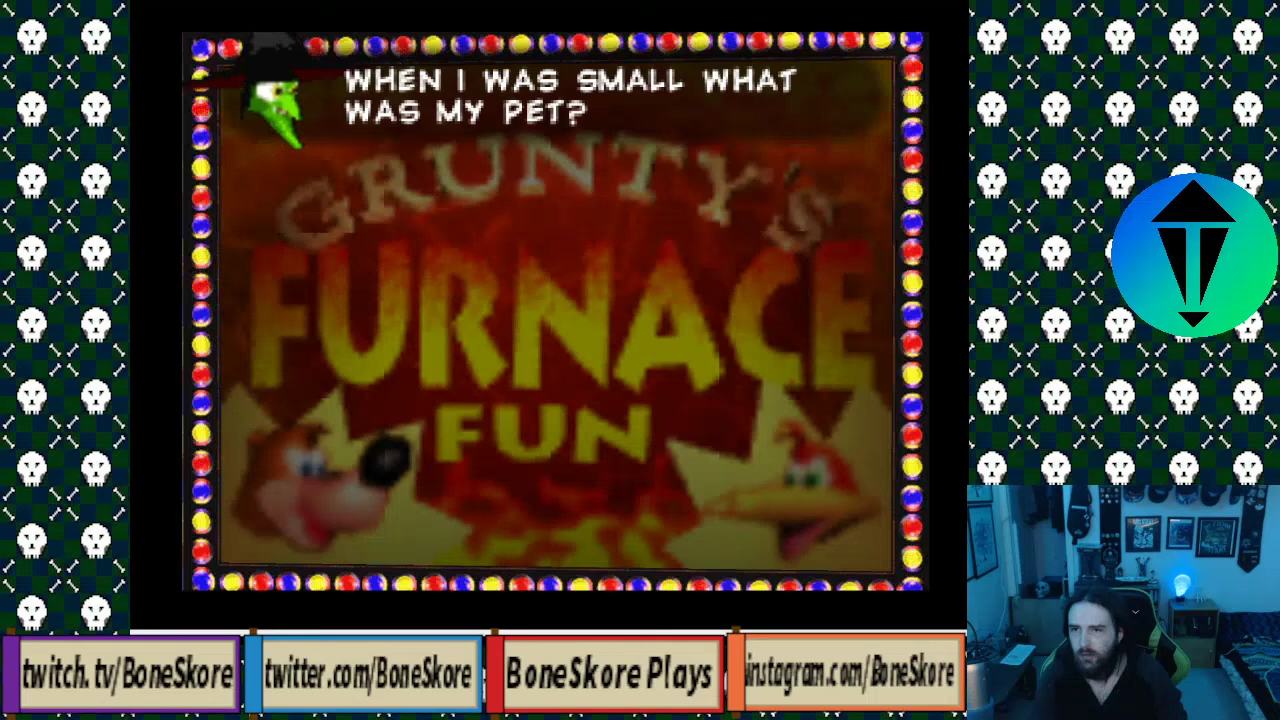 WHEN I WAS SMALL WHAT
WAS MY PET?
GRUNTY'S
FURNACE
FUN
twitch.tv/BoneSkore
twitter.com/BoneSkore
BoneSkore Plays
instagram.com/BoneSkore